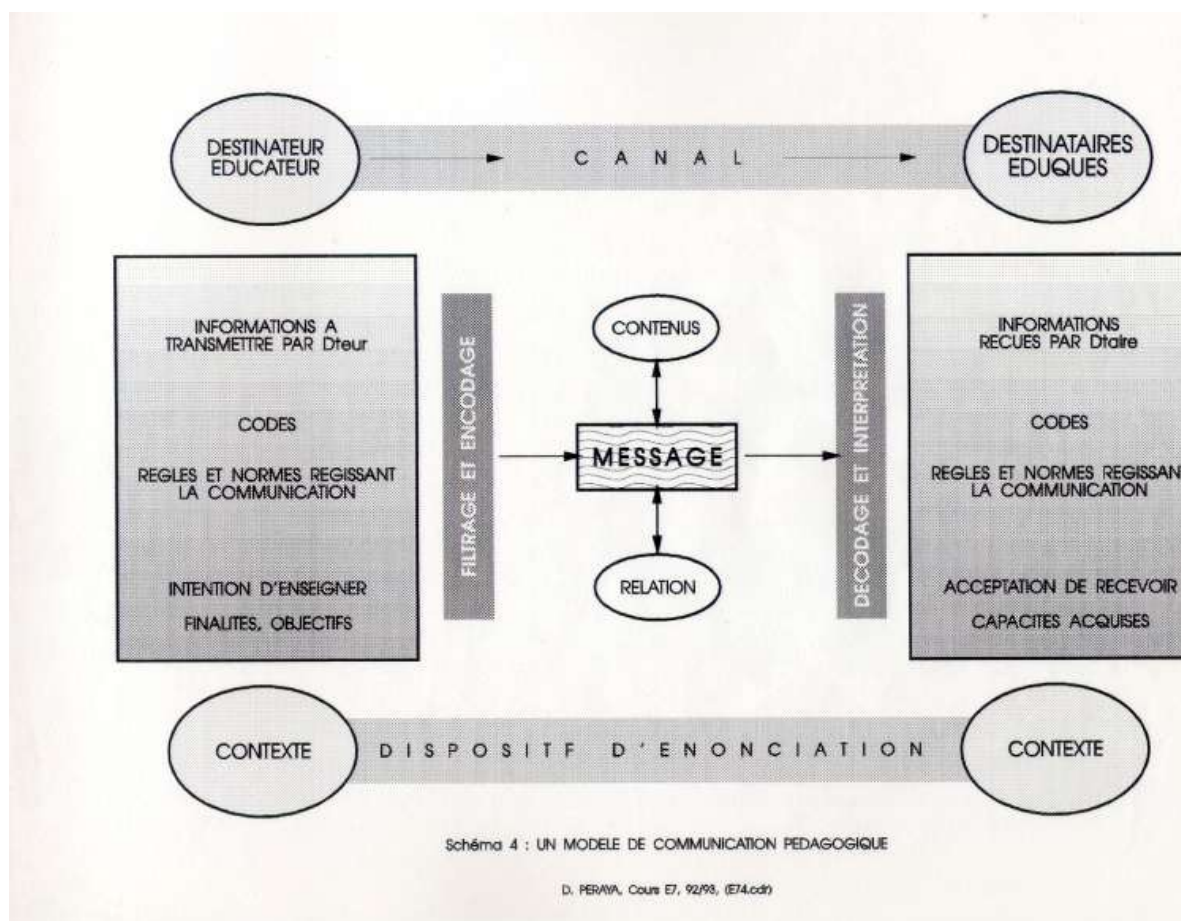 DESTINATEUR
EDUCATEUR
C A N A L
DESTINATAIRES
EDUQUES
INFORMATIONS A
TRANSMETTRE PAR Dteur
CODES
REGLES ET NORMES REGISSANT
LA COMMUNICATION
INTENTION D'ENSEIGNER
FINALITES, OBJECTIFS
FILTRAGE ET ENCODAGE
CONTENUS
MESSAGE
RELATION
DECODAGE ET INTERPRETATION
INFORMATIONS
RECUES PAR Dtaire
CODES
REGLES ET NORMES REGISSAN
LA COMMUNICATION
ACCEPTATION DE RECEVOIR
CAPACITES ACQUISES
CONTEXTE
D I S P O S I T F D ' E N O N C I A T I O N
CONTEXTE
Schéma 4 : UN MODELE DE COMMUNICATION PEDAGOGIQUE
D. PERAYA, Cours E7, 92/93, (E74.cdr)